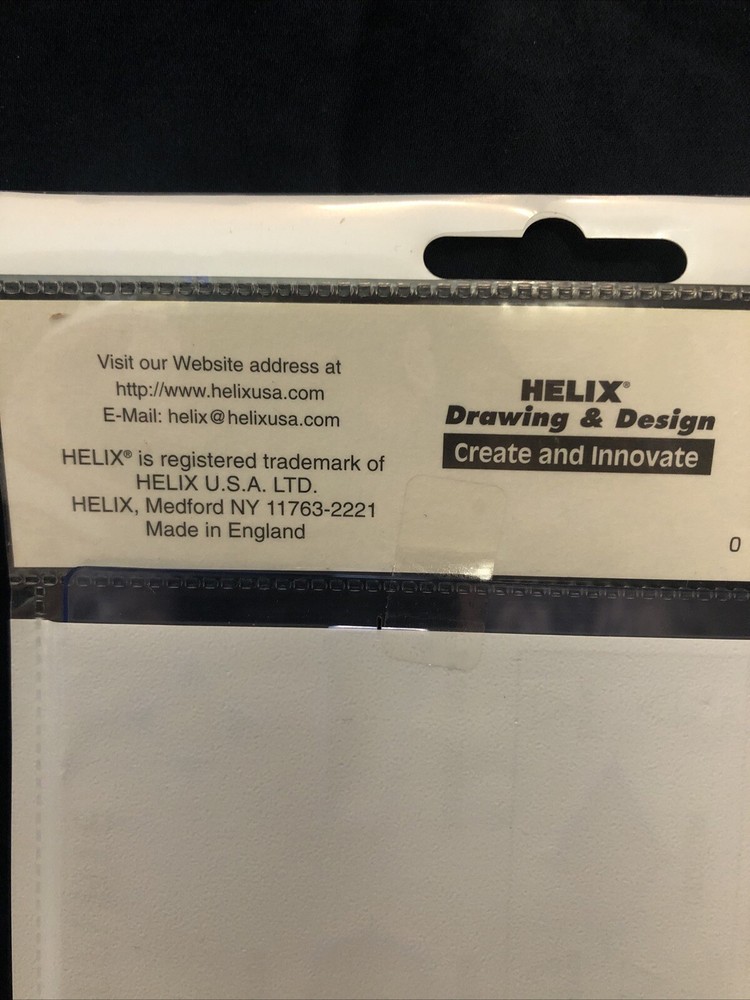 Visit our Website address at
http://www.helixusa.com
E-Mail: helix@helixusa.com
HELIX® is registered trademark of
HELIX U.S.A. LTD.
HELIX, Medford NY 11763-2221
Made in England
HELIX®
Drawing & Design
Create and Innovate
0